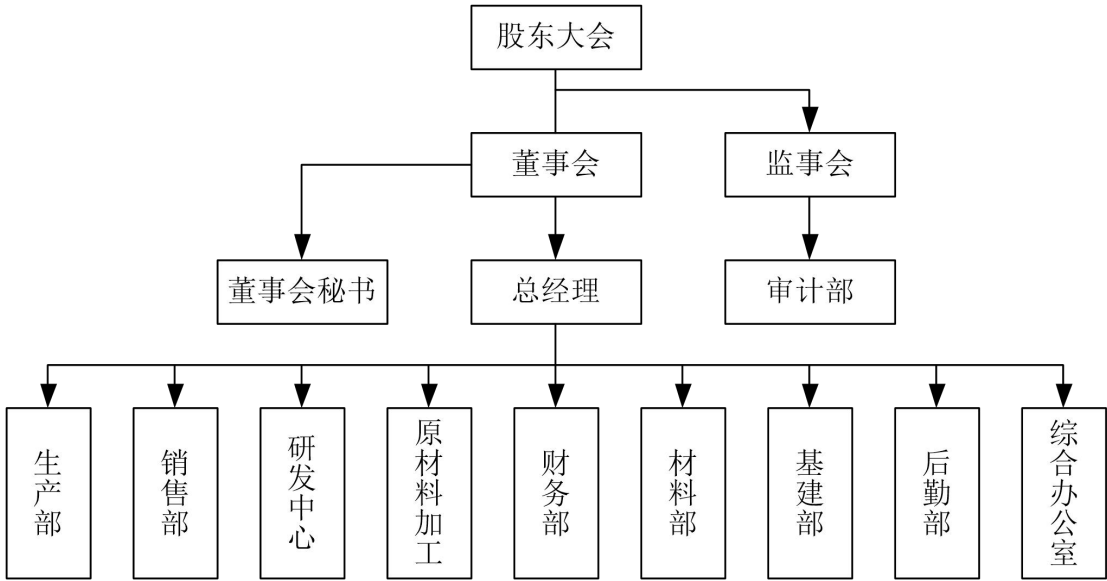 股东大会
董事会
监事会
董事会秘书
总经理
审计部
生产部
销售部
研发中心
原材料加工
财务部
材料部
基建部
后勤部
综合办公室